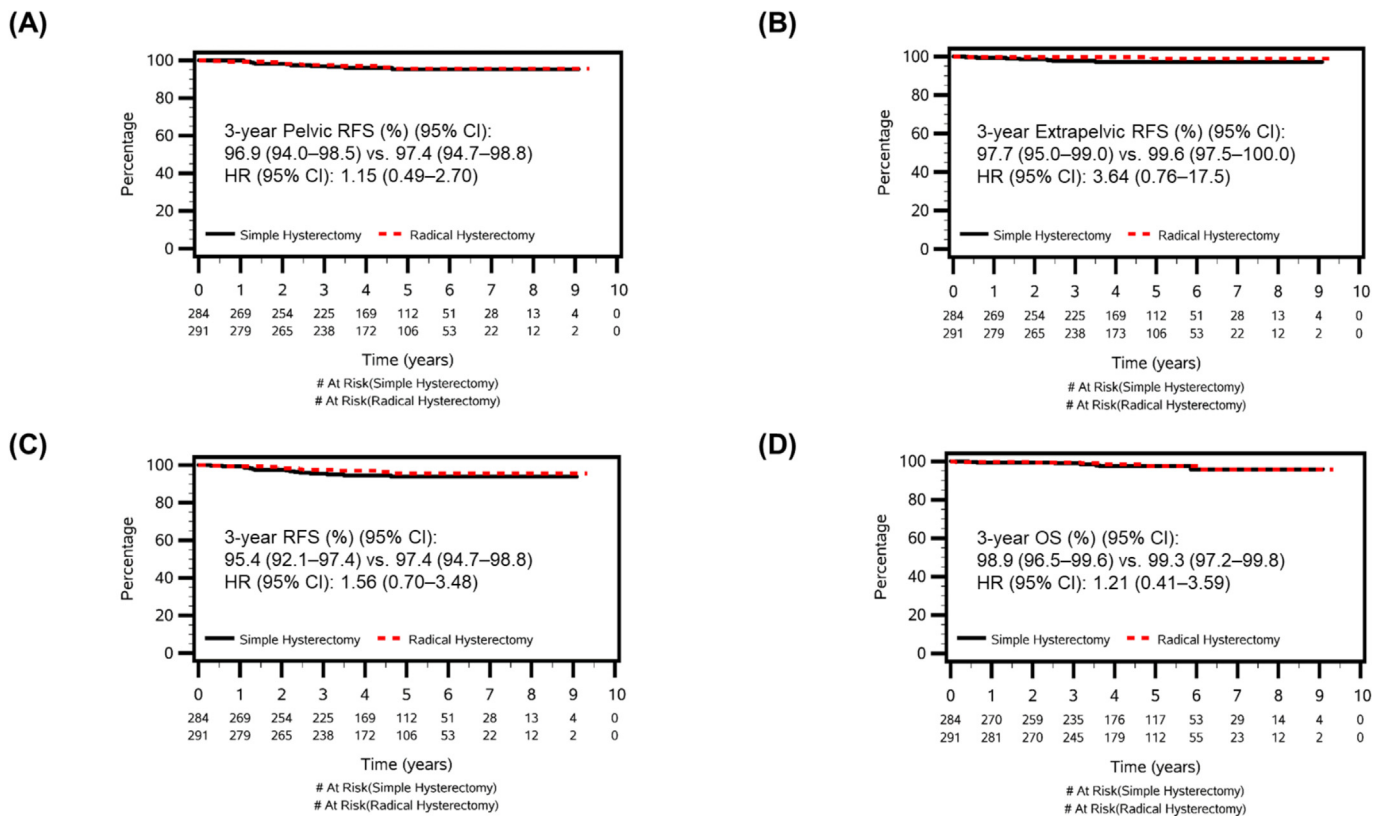 (A)
100
80
60
40
20
0
Percentage
3-year Pelvic RFS (%) (95% CI):
96.9 (94.0–98.5) vs. 97.4 (94.7–98.8)
HR (95% CI): 1.15 (0.49–2.70)
Simple Hysterectomy Radical Hysterectomy
0 1 2 3 4 5 6 7 8 9 10
284 269 254 225 169 112 51 28 13 4 0
291 279 265 238 172 106 53 22 12 2 0
Time (years)
# At Risk(Simple Hysterectomy)
# At Risk(Radical Hysterectomy)
(B)
100
80
60
40
20
0
Percentage
3-year Extrapelvic RFS (%) (95% CI):
97.7 (95.0–99.0) vs. 99.6 (97.5–100.0)
HR (95% CI): 3.64 (0.76–17.5)
Simple Hysterectomy Radical Hysterectomy
0 1 2 3 4 5 6 7 8 9 10
284 269 254 225 169 112 51 28 13 4 0
291 279 265 238 173 106 53 22 12 2 0
Time (years)
# At Risk(Simple Hysterectomy)
# At Risk(Radical Hysterectomy)
(C)
100
80
60
40
20
0
Percentage
3-year RFS (%) (95% CI):
95.4 (92.1–97.4) vs. 97.4 (94.7–98.8)
HR (95% CI): 1.56 (0.70–3.48)
Simple Hysterectomy Radical Hysterectomy
0 1 2 3 4 5 6 7 8 9 10
284 269 254 225 169 112 51 28 13 4 0
291 279 265 238 172 106 53 22 12 2 0
Time (years)
# At Risk(Simple Hysterectomy)
# At Risk(Radical Hysterectomy)
(D)
100
80
60
40
20
0
Percentage
3-year OS (%) (95% CI):
98.9 (96.5–99.6) vs. 99.3 (97.2–99.8)
HR (95% CI): 1.21 (0.41–3.59)
Simple Hysterectomy Radical Hysterectomy
0 1 2 3 4 5 6 7 8 9 10
284 270 259 235 176 117 53 29 14 4 0
291 281 270 245 179 112 55 23 12 2 0
Time (years)
# At Risk(Simple Hysterectomy)
# At Risk(Radical Hysterectomy)